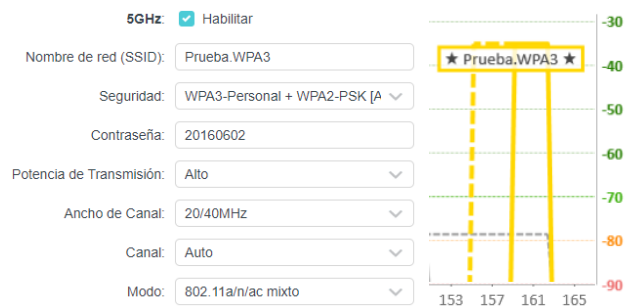 5GHz: Habilitar
Nombre de red (SSID): Prueba.WPA3
Seguridad: WPA3-Personal + WPA2-PSK [A
Contraseña: 20160602
Potencia de Transmisión: Alto
Ancho de Canal: 20/40MHz
Canal: Auto
Modo: 802.11a/n/ac mixto
-30
★ Prueba.WPA3 ★
-40
-50
-60
-70
-80
-90
153 157 161 165